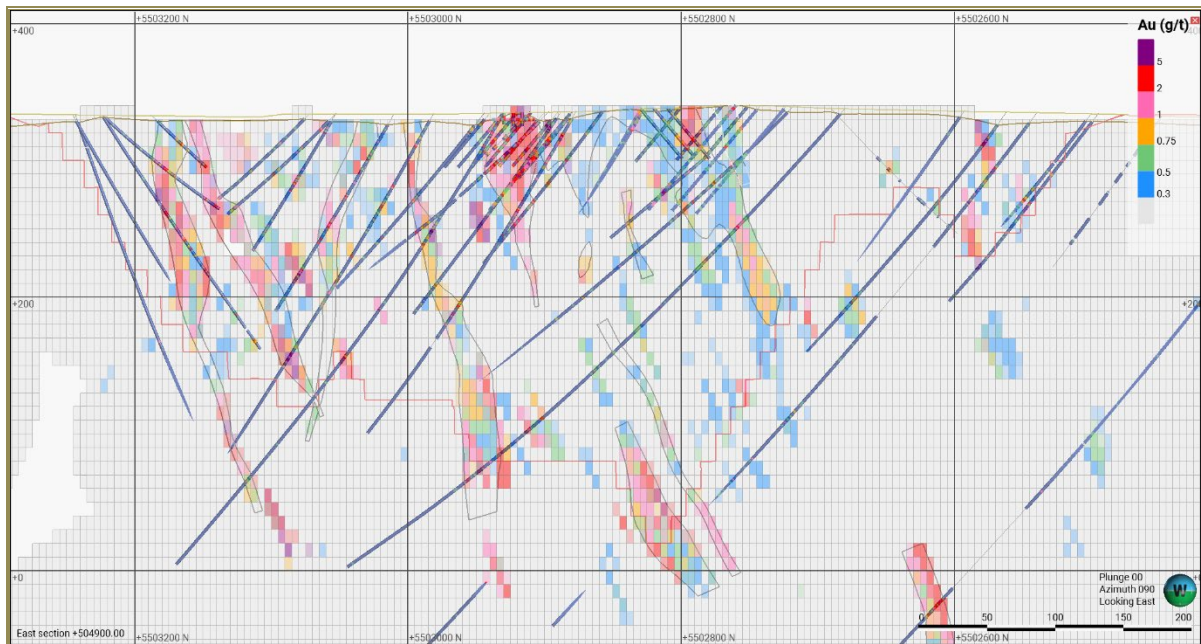 +5503200 N
+5503000 N
+5502800 N
+5502600 N
+400
Au (g/t)
5
2
1
0.75
0.5
0.3
+200
+200
+0
Plunge 00
Azimuth 090
Looking East
W
0 50 100 150 200
East section +504900.00
+5503200 N
+5503000 N
+5502800 N
+5502600 N